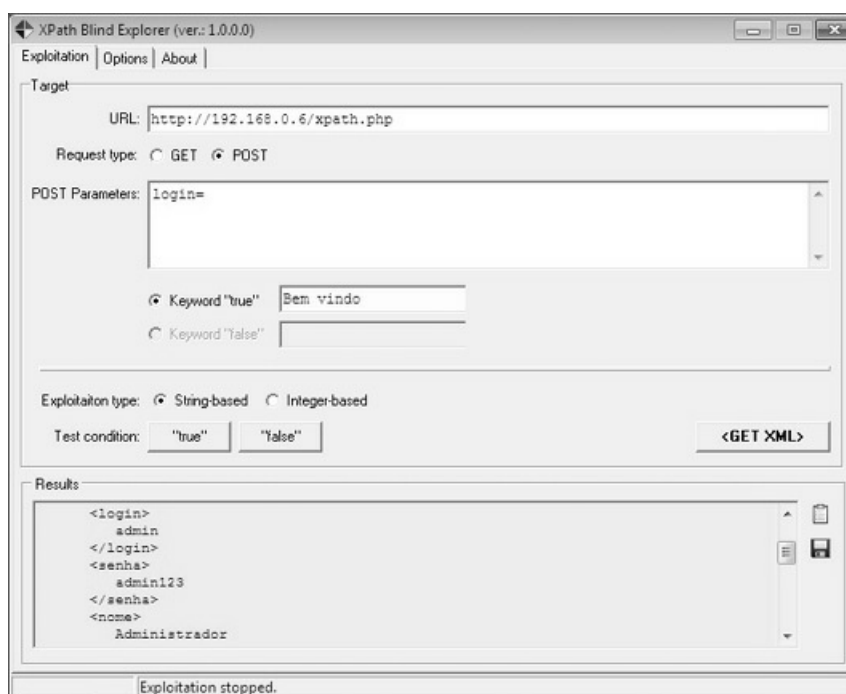 XPath Blind Explorer (ver.: 1.0.0.0)
Exploitation Options About
Target
URL: http://192.168.0.6/xpath.php
Request type: GET POST
POST Parameters: login=
Keyword "true" Bem vindo
Keyword "false"
Exploitaiton type: String-based Integer-based
Test condition: "true" "false" <GET XML>
Results
<login>
admin
</login>
<senha>
admin123
</senha>
<nome>
Administrador
Exploitation stopped.